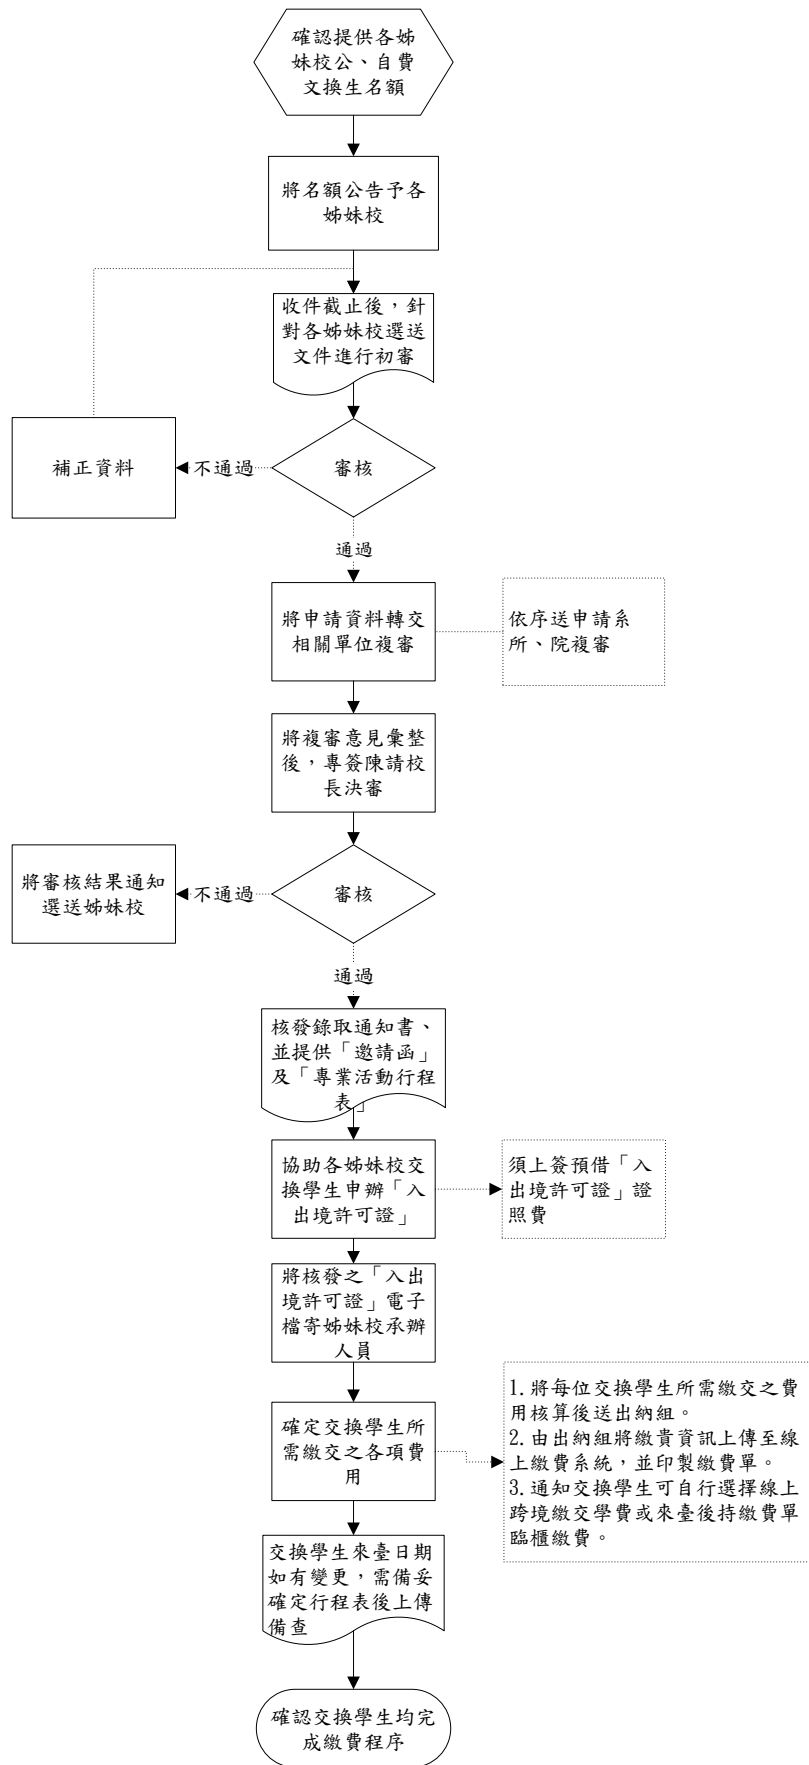 確認提供各姊
妹校公、自費
文換生名額
將名額公告予各
姊妹校
收件截止後，針
對各姊妹校選送
文件進行初審
補正資料
不通過
審核
通過
將申請資料轉交
相關單位複審
依序送申請系
所、院複審
將複審意見彙整
後，專簽陳請校
長決審
將審核結果通知
選送姊妹校
不通過
審核
通過
核發錄取通知書、
並提供「邀請函」
及「專業活動行程
表」
協助各姊妹校交
換學生申辦「入
出境許可證」
須上簽預借「入
出境許可證」證
照費
將核發之「入出
境許可證」電子
檔寄姊妹校承辦
人員
確定交換學生所
需繳交之各項費
用
1.將每位交換學生所需繳交之費
用核算後送出納組。
2.由出納組將繳貴資訊上傳至線
上繳費系統，並印製繳費單。
3.通知交換學生可自行選擇線上
跨境繳交學費或來臺後持繳費單
臨櫃繳費。
交換學生來臺日期
如有變更，需備妥
確定行程表後上傳
備查
確認交換學生均完
成繳費程序